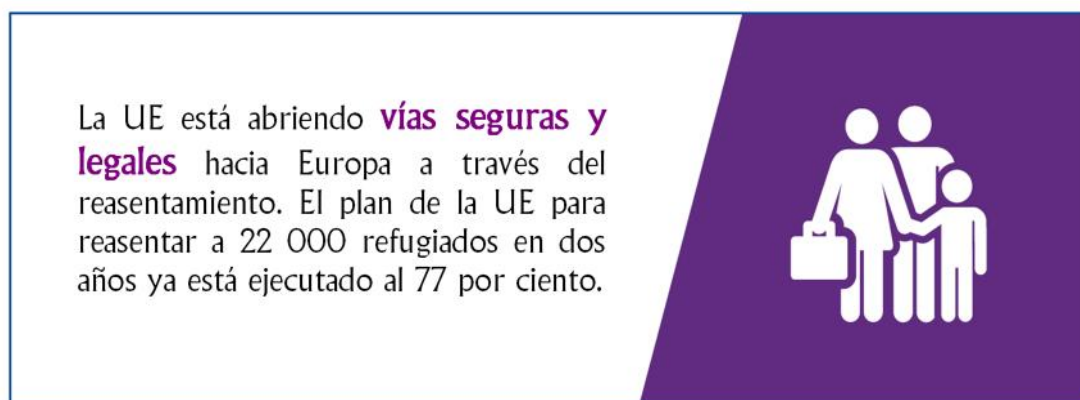 La UE está abriendo vías seguras y
legales hacia Europa a través del
reasentamiento. El plan de la UE para
reasentar a 22 000 refugiados en dos
años ya está ejecutado al 77 por ciento.